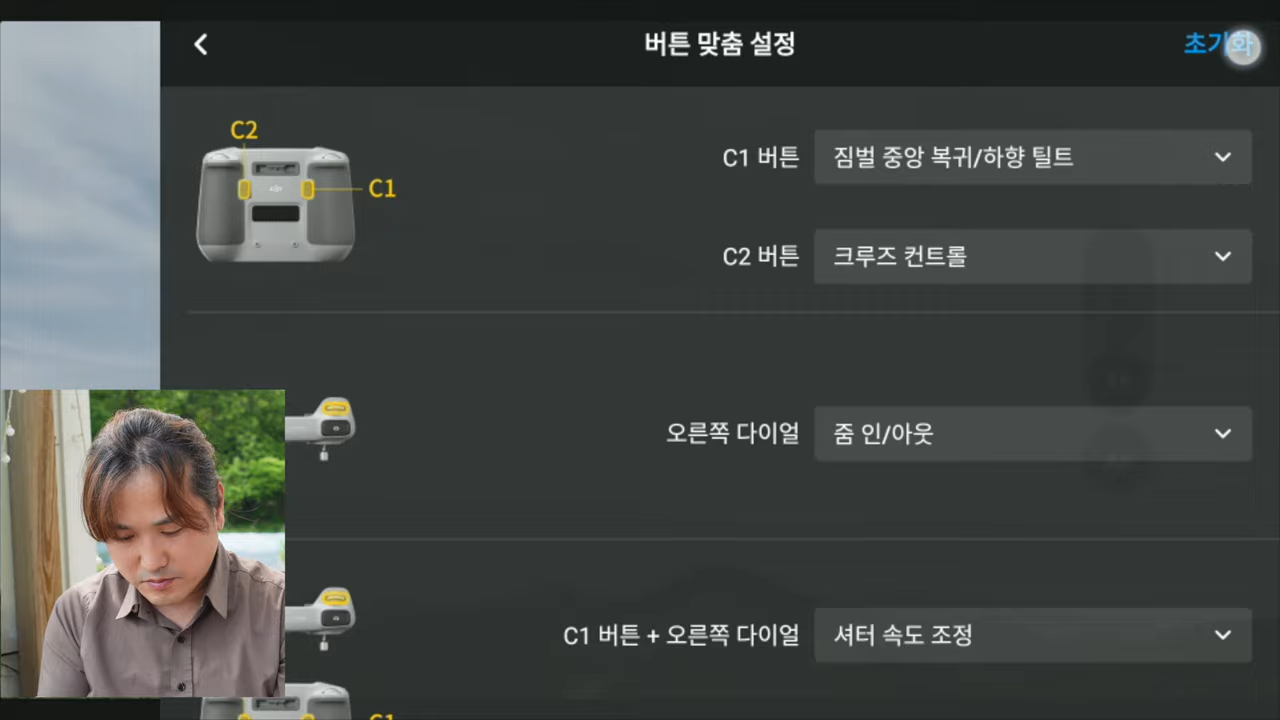 버튼 맞춤 설정
초기화
C2
C1
C1 버튼
짐벌 중앙 복귀/하향 틸트
C2 버튼
크루즈 컨트롤
오른쪽 다이얼
줌 인/아웃
C1 버튼 + 오른쪽 다이얼
셔터 속도 조정
C1